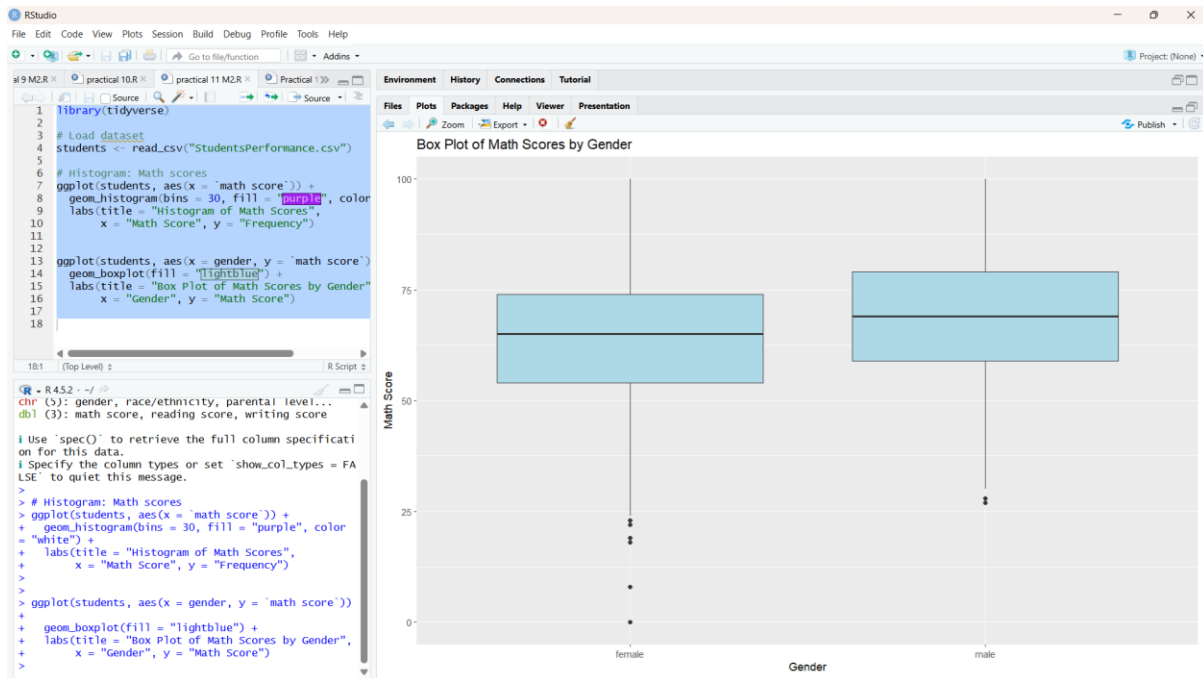 RStudio
File Edit Code View Plots Session Build Debug Profile Tools Help
Go to file/function
Addins
Project: (None)
al 9 M2.R
practical 10.R
practical 11 M2.R
Practical 1
Source
Source
1 library(tidyverse)
2
3 # Load dataset
4 students <- read_csv("StudentsPerformance.csv")
5
6 # Histogram: Math scores
7 ggplot(students, aes(x = `math score`)) +
8 geom_histogram(bins = 30, fill = "purple", color
9 labs(title = "Histogram of Math Scores",
10 x = "Math Score", y = "Frequency")
11
12
13 ggplot(students, aes(x = gender, y = `math score`)
14 geom_boxplot(fill = "lightblue") +
15 labs(title = "Box Plot of Math Scores by Gender"
16 x = "Gender", y = "Math Score")
17
18
18:1 (Top Level) R Script
R 4.5.2 · ~/
chr (5): gender, race/ethnicity, parental level...
dbl (3): math score, reading score, writing score
ℹ Use `spec()` to retrieve the full column specificati
on for this data.
ℹ Specify the column types or set `show_col_types = FA
LSE` to quiet this message.
>
> # Histogram: Math scores
> ggplot(students, aes(x = `math score`)) +
+ geom_histogram(bins = 30, fill = "purple", color
= "white") +
+ labs(title = "Histogram of Math Scores",
+ x = "Math Score", y = "Frequency")
>
>
> ggplot(students, aes(x = gender, y = `math score`))
+
+ geom_boxplot(fill = "lightblue") +
+ labs(title = "Box Plot of Math Scores by Gender",
+ x = "Gender", y = "Math Score")
>
Environment History Connections Tutorial
Files Plots Packages Help Viewer Presentation
Zoom Export Publish
Box Plot of Math Scores by Gender
100
75
50
25
0
Math Score
female male
Gender